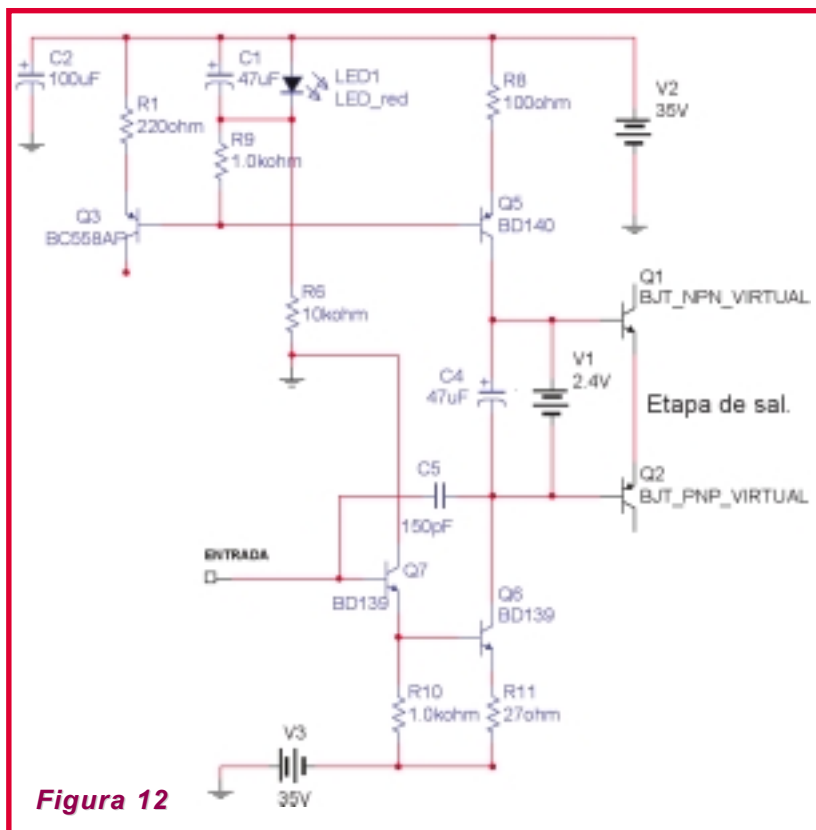 C2
100uF
R1
220ohm
C1
47uF
LED1
LED_red
R9
1.0kohm
R8
100ohm
V2
35V
Q3
BC558AP
Q5
BD140
R6
10kohm
Q1
BJT_NPN_VIRTUAL
V1
2.4V
C4
47uF
Etapa de sal.
C5
150pF
Q2
BJT_PNP_VIRTUAL
ENTRADA
Q7
BD139
Q6
BD139
R10
1.0kohm
R11
27ohm
V3
35V
Figura 12